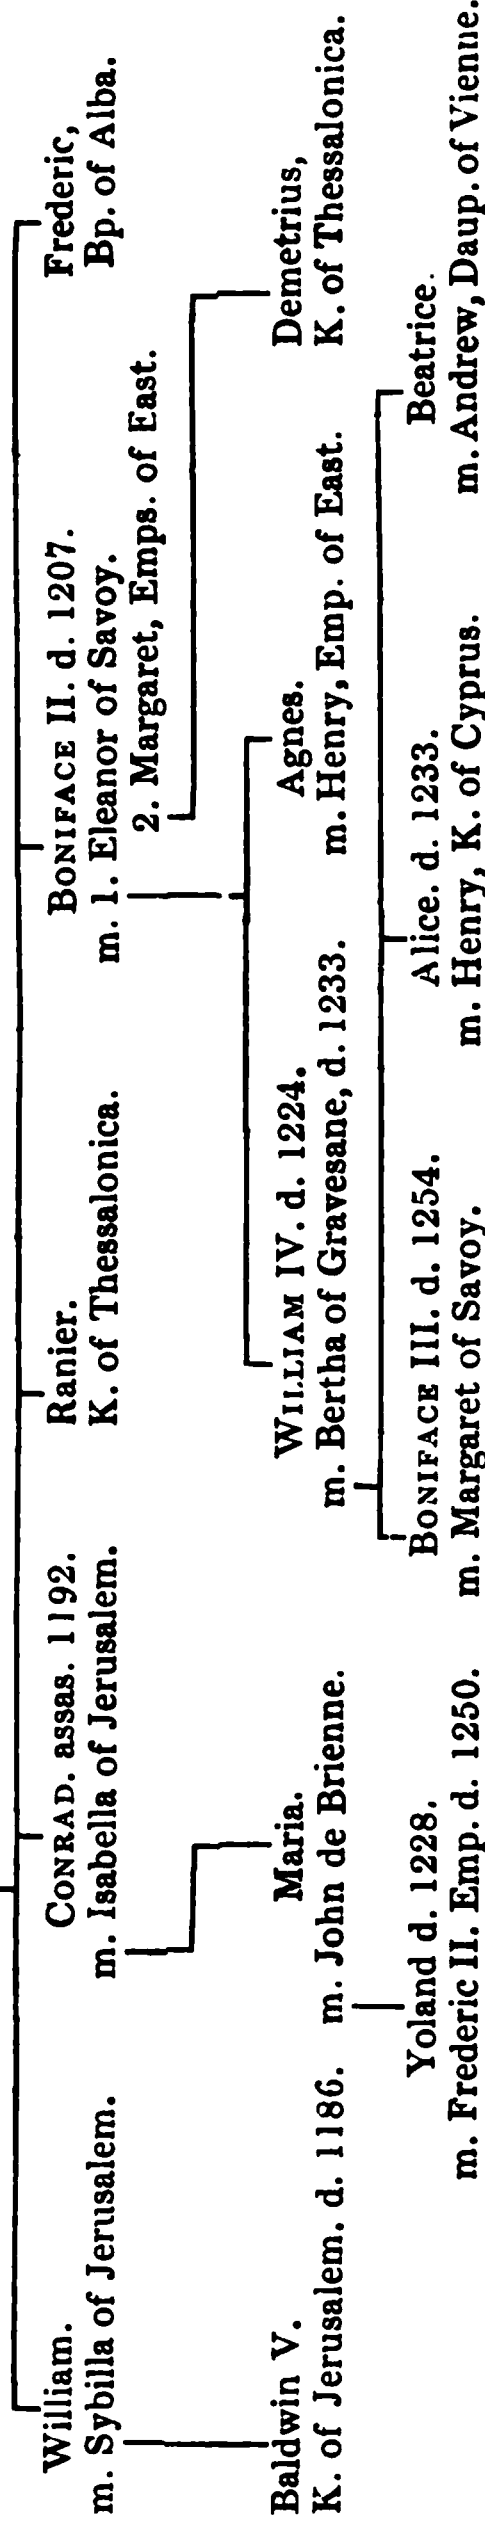 William.
m. Sybilla of Jerusalem.
CONRAD. assas. 1192.
m. Isabella of Jerusalem.
Ranier.
K. of Thessalonica.
BONIFACE II. d. 1207.
m. 1. Eleanor of Savoy.
2. Margaret, Emps. of East.
Frederic,
Bp. of Alba.
Baldwin V.
K. of Jerusalem. d. 1186.
Maria.
m. John de Brienne.
WILLIAM IV. d. 1224.
m. Bertha of Gravesane, d. 1233.
Agnes.
m. Henry, Emp. of East.
Demetrius,
K. of Thessalonica.
Yoland d. 1228.
m. Frederic II. Emp. d. 1250.
BONIFACE III. d. 1254.
m. Margaret of Savoy.
Alice. d. 1233.
m. Henry, K. of Cyprus.
Beatrice.
m. Andrew, Daup. of Vienne.